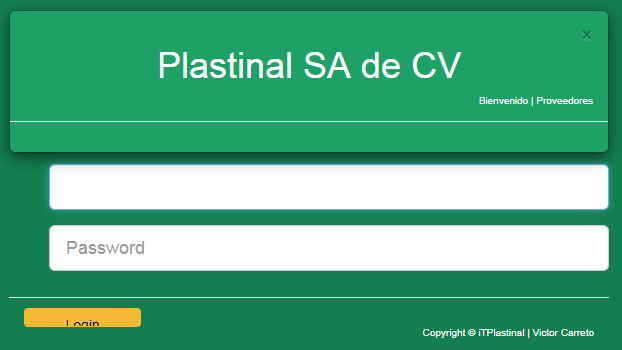 ×
Plastinal SA de CV
Bienvenido | Proveedores
Password
Login
Copyright © iTPlastinal | Victor Carreto